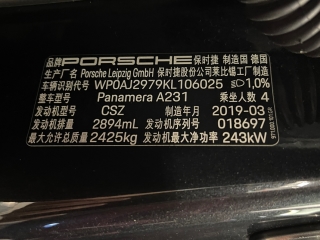 品牌 PORSCHE 保时捷 制造国 德国
生产厂名 Porsche Leipzig GmbH 保时捷股份公司莱比锡工厂制造
车辆识别代号 WP0AJ2979KL106025 1,0%
整车型号 Panamera A231 乘坐人数 4
发动机型号 CSZ 制造年月 2019-03
发动机排量 2894mL 发动机序列号 018697
最大允许总质量 2425kg 发动机最大净功率 243kW